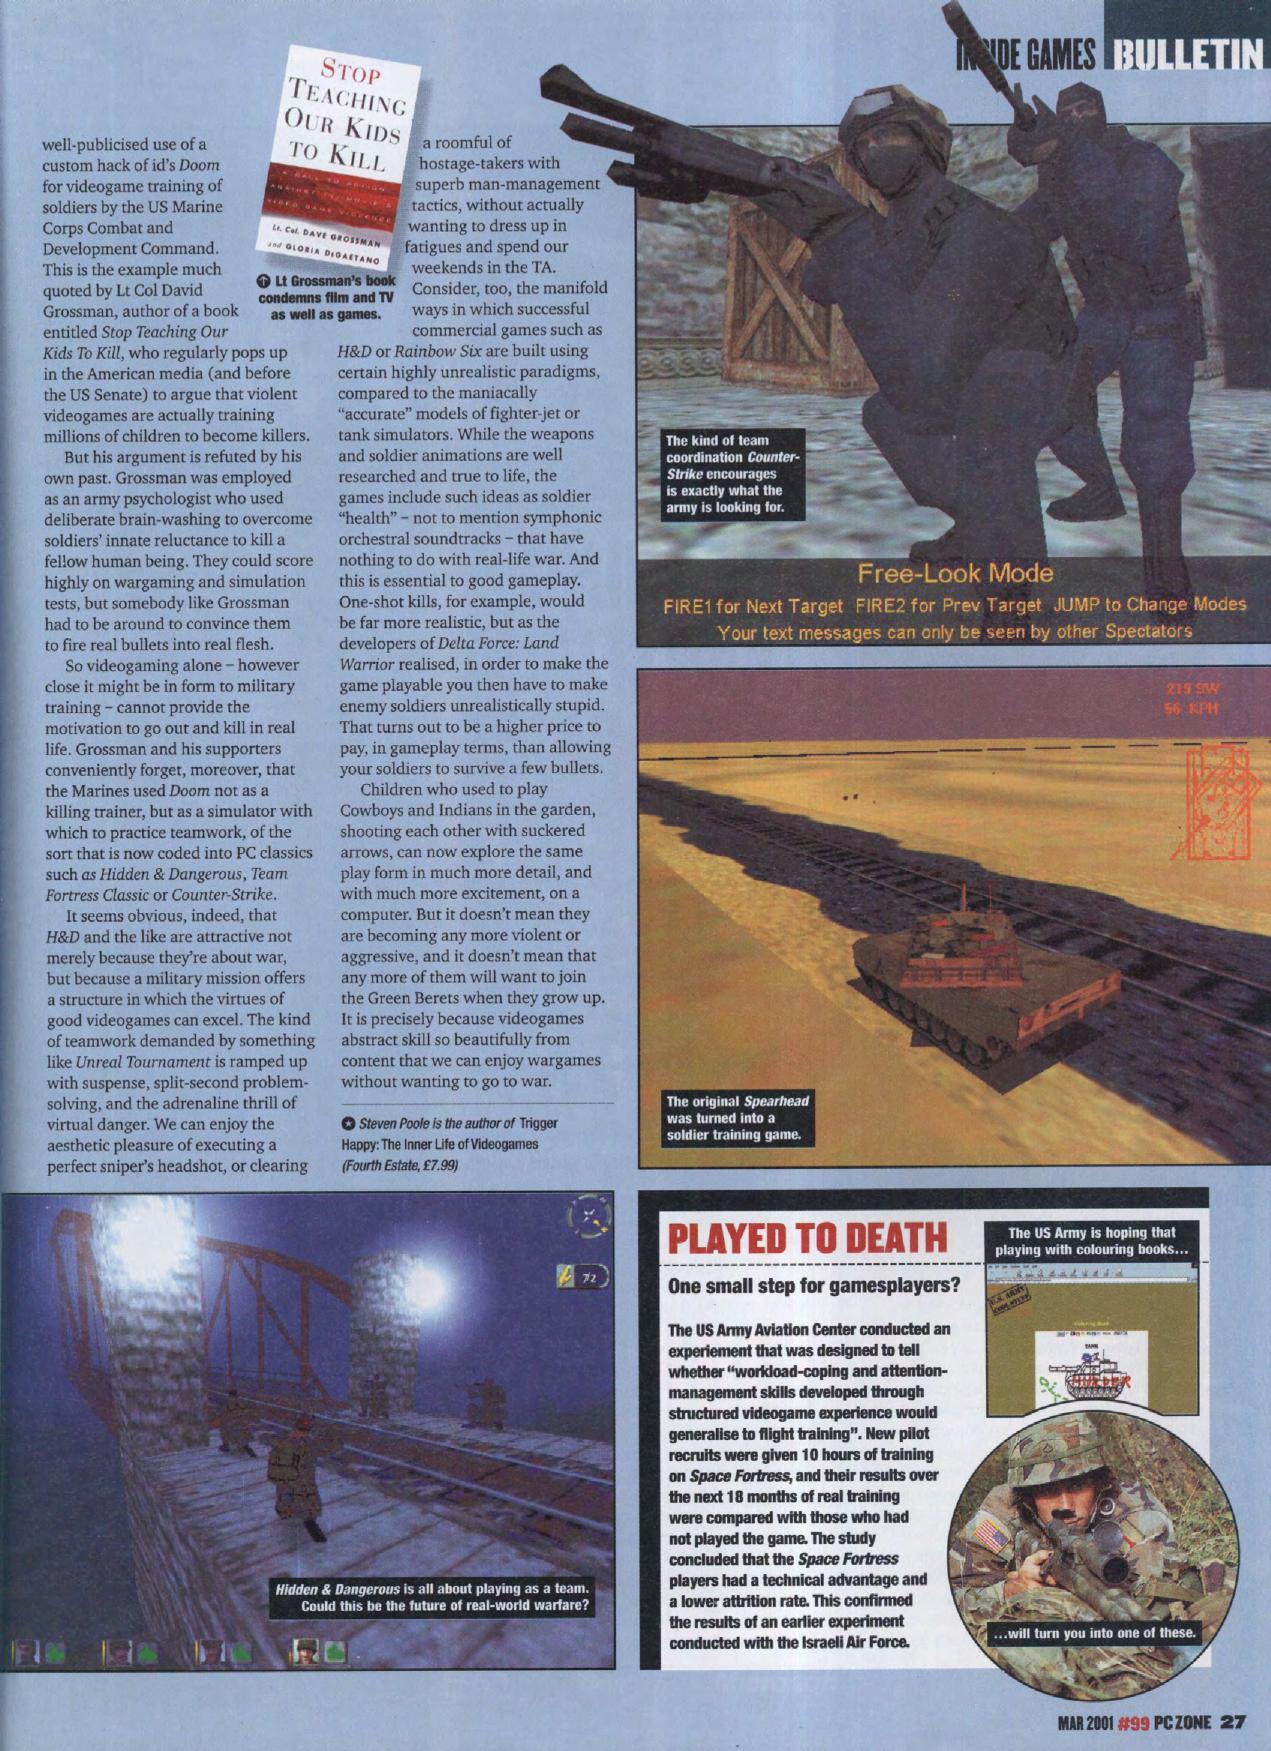 INSIDE GAMES BULLETIN
well-publicised use of a
custom hack of id's Doom
for videogame training of
soldiers by the US Marine
Corps Combat and
Development Command.
This is the example much
quoted by Lt Col David
Grossman, author of a book
entitled Stop Teaching Our
Kids To Kill, who regularly pops up
in the American media (and before
the US Senate) to argue that violent
videogames are actually training
millions of children to become killers.
But his argument is refuted by his
own past. Grossman was employed
as an army psychologist who used
deliberate brain-washing to overcome
soldiers' innate reluctance to kill a
fellow human being. They could score
highly on wargaming and simulation
tests, but somebody like Grossman
had to be around to convince them
to fire real bullets into real flesh.
So videogaming alone – however
close it might be in form to military
training – cannot provide the
motivation to go out and kill in real
life. Grossman and his supporters
conveniently forget, moreover, that
the Marines used Doom not as a
killing trainer, but as a simulator with
which to practice teamwork, of the
sort that is now coded into PC classics
such as Hidden & Dangerous, Team
Fortress Classic or Counter-Strike.
It seems obvious, indeed, that
H&D and the like are attractive not
merely because they're about war,
but because a military mission offers
a structure in which the virtues of
good videogames can excel. The kind
of teamwork demanded by something
like Unreal Tournament is ramped up
with suspense, split-second problem-
solving, and the adrenaline thrill of
virtual danger. We can enjoy the
aesthetic pleasure of executing a
perfect sniper's headshot, or clearing
STOP
TEACHING
OUR KIDS
TO KILL
A CALL TO ACTION
AGAINST TV, MOVIE &
VIDEO GAME VIOLENCE
Lt. Col. DAVE GROSSMAN
and GLORIA DEGAETANO
Lt Grossman's book
condemns film and TV
as well as games.
a roomful of
hostage-takers with
superb man-management
tactics, without actually
wanting to dress up in
fatigues and spend our
weekends in the TA.
Consider, too, the manifold
ways in which successful
commercial games such as
H&D or Rainbow Six are built using
certain highly unrealistic paradigms,
compared to the maniacally
“accurate” models of fighter-jet or
tank simulators. While the weapons
and soldier animations are well
researched and true to life, the
games include such ideas as soldier
“health” – not to mention symphonic
orchestral soundtracks – that have
nothing to do with real-life war. And
this is essential to good gameplay.
One-shot kills, for example, would
be far more realistic, but as the
developers of Delta Force: Land
Warrior realised, in order to make the
game playable you then have to make
enemy soldiers unrealistically stupid.
That turns out to be a higher price to
pay, in gameplay terms, than allowing
your soldiers to survive a few bullets.
Children who used to play
Cowboys and Indians in the garden,
shooting each other with suckered
arrows, can now explore the same
play form in much more detail, and
with much more excitement, on a
computer. But it doesn't mean they
are becoming any more violent or
aggressive, and it doesn't mean that
any more of them will want to join
the Green Berets when they grow up.
It is precisely because videogames
abstract skill so beautifully from
content that we can enjoy wargames
without wanting to go to war.
Steven Poole is the author of Trigger
Happy: The Inner Life of Videogames
(Fourth Estate, £7.99)
The kind of team
coordination Counter-
Strike encourages
is exactly what the
army is looking for.
Free-Look Mode
FIRE1 for Next Target FIRE2 for Prev Target JUMP to Change Modes
Your text messages can only be seen by other Spectators
219 SW
56 KPH
The original Spearhead
was turned into a
soldier training game.
72
Hidden & Dangerous is all about playing as a team.
Could this be the future of real-world warfare?
PLAYED TO DEATH
One small step for gamesplayers?
The US Army Aviation Center conducted an
experiement that was designed to tell
whether “workload-coping and attention-
management skills developed through
structured videogame experience would
generalise to flight training”. New pilot
recruits were given 10 hours of training
on Space Fortress, and their results over
the next 18 months of real training
were compared with those who had
not played the game. The study
concluded that the Space Fortress
players had a technical advantage and
a lower attrition rate. This confirmed
the results of an earlier experiment
conducted with the Israeli Air Force.
The US Army is hoping that
playing with colouring books...
U.S. ARMY
TANK
MURDER
...will turn you into one of these.
MAR 2001 #99 PC ZONE 27